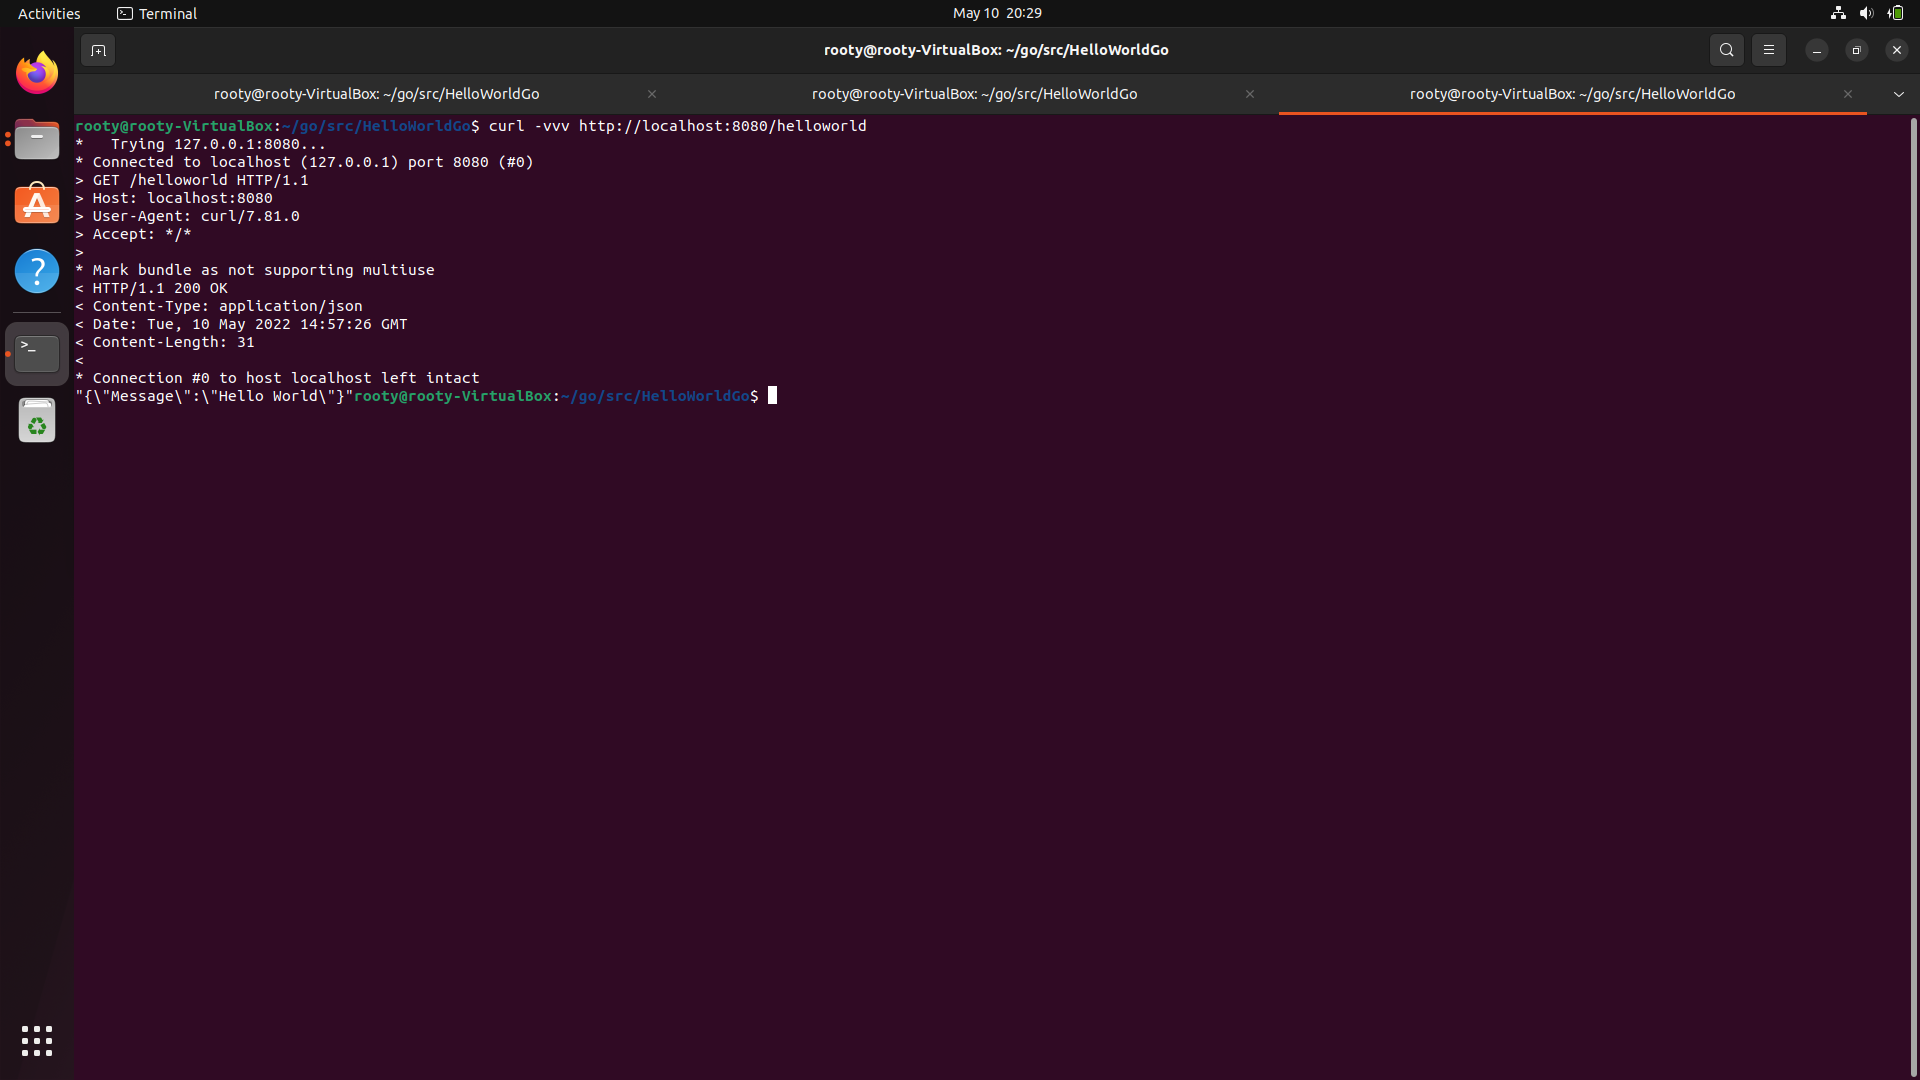 Activities Terminal May 10 20:29
rooty@rooty-VirtualBox: ~/go/src/HelloWorldGo
rooty@rooty-VirtualBox: ~/go/src/HelloWorldGo rooty@rooty-VirtualBox: ~/go/src/HelloWorldGo rooty@rooty-VirtualBox: ~/go/src/HelloWorldGo
rooty@rooty-VirtualBox:~/go/src/HelloWorldGo$ curl -vvv http://localhost:8080/helloworld
*   Trying 127.0.0.1:8080...
* Connected to localhost (127.0.0.1) port 8080 (#0)
> GET /helloworld HTTP/1.1
> Host: localhost:8080
> User-Agent: curl/7.81.0
> Accept: */*
>
* Mark bundle as not supporting multiuse
< HTTP/1.1 200 OK
< Content-Type: application/json
< Date: Tue, 10 May 2022 14:57:26 GMT
< Content-Length: 31
<
* Connection #0 to host localhost left intact
"{\"Message\":\"Hello World\"}"rooty@rooty-VirtualBox:~/go/src/HelloWorldGo$